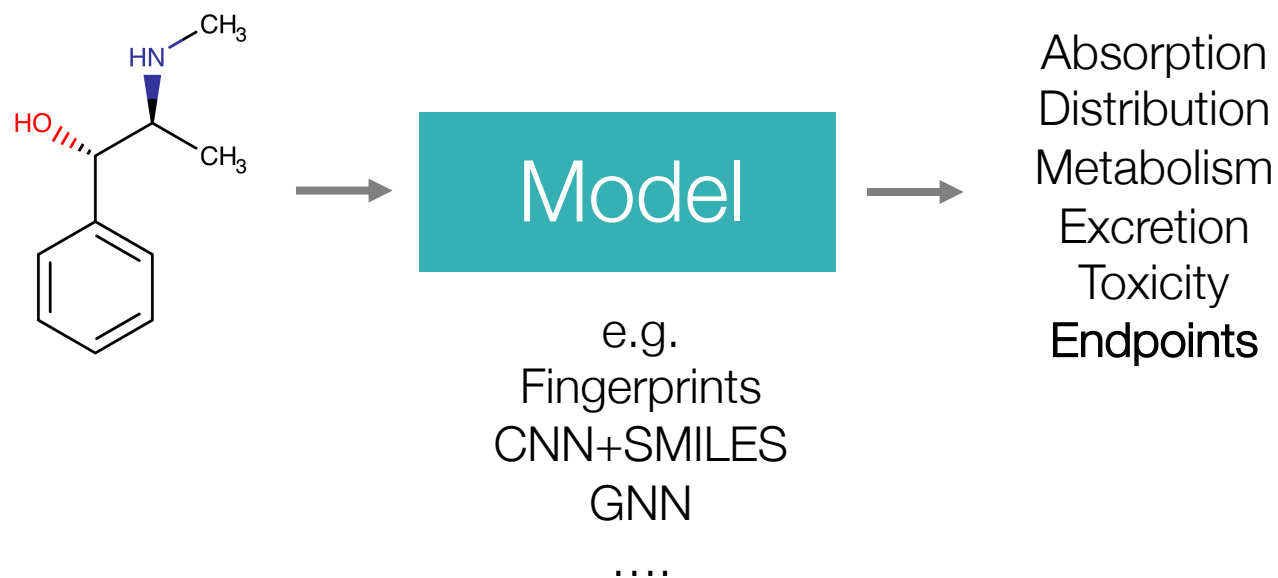 CH3
HN
HO
CH3
Model
e.g.
Fingerprints
CNN+SMILES
GNN
....
Absorption
Distribution
Metabolism
Excretion
Toxicity
Endpoints